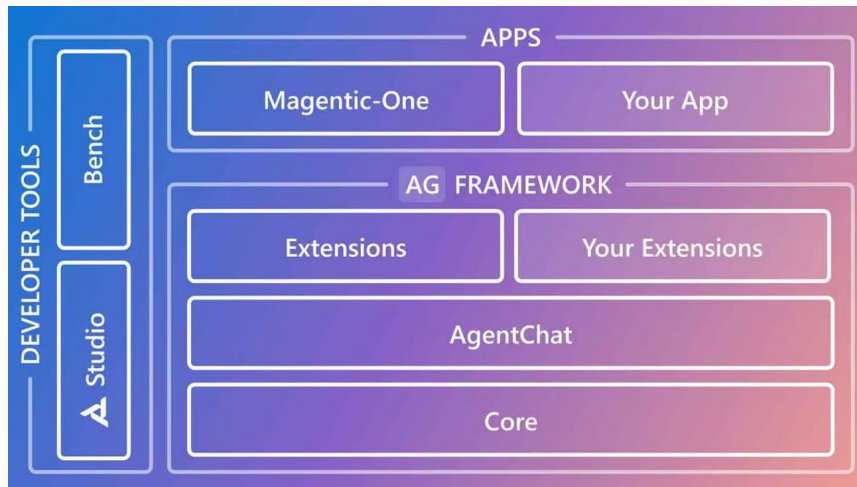 DEVELOPER TOOLS
Bench
Studio
APPS
Magentic-One
Your App
AG FRAMEWORK
Extensions
Your Extensions
AgentChat
Core